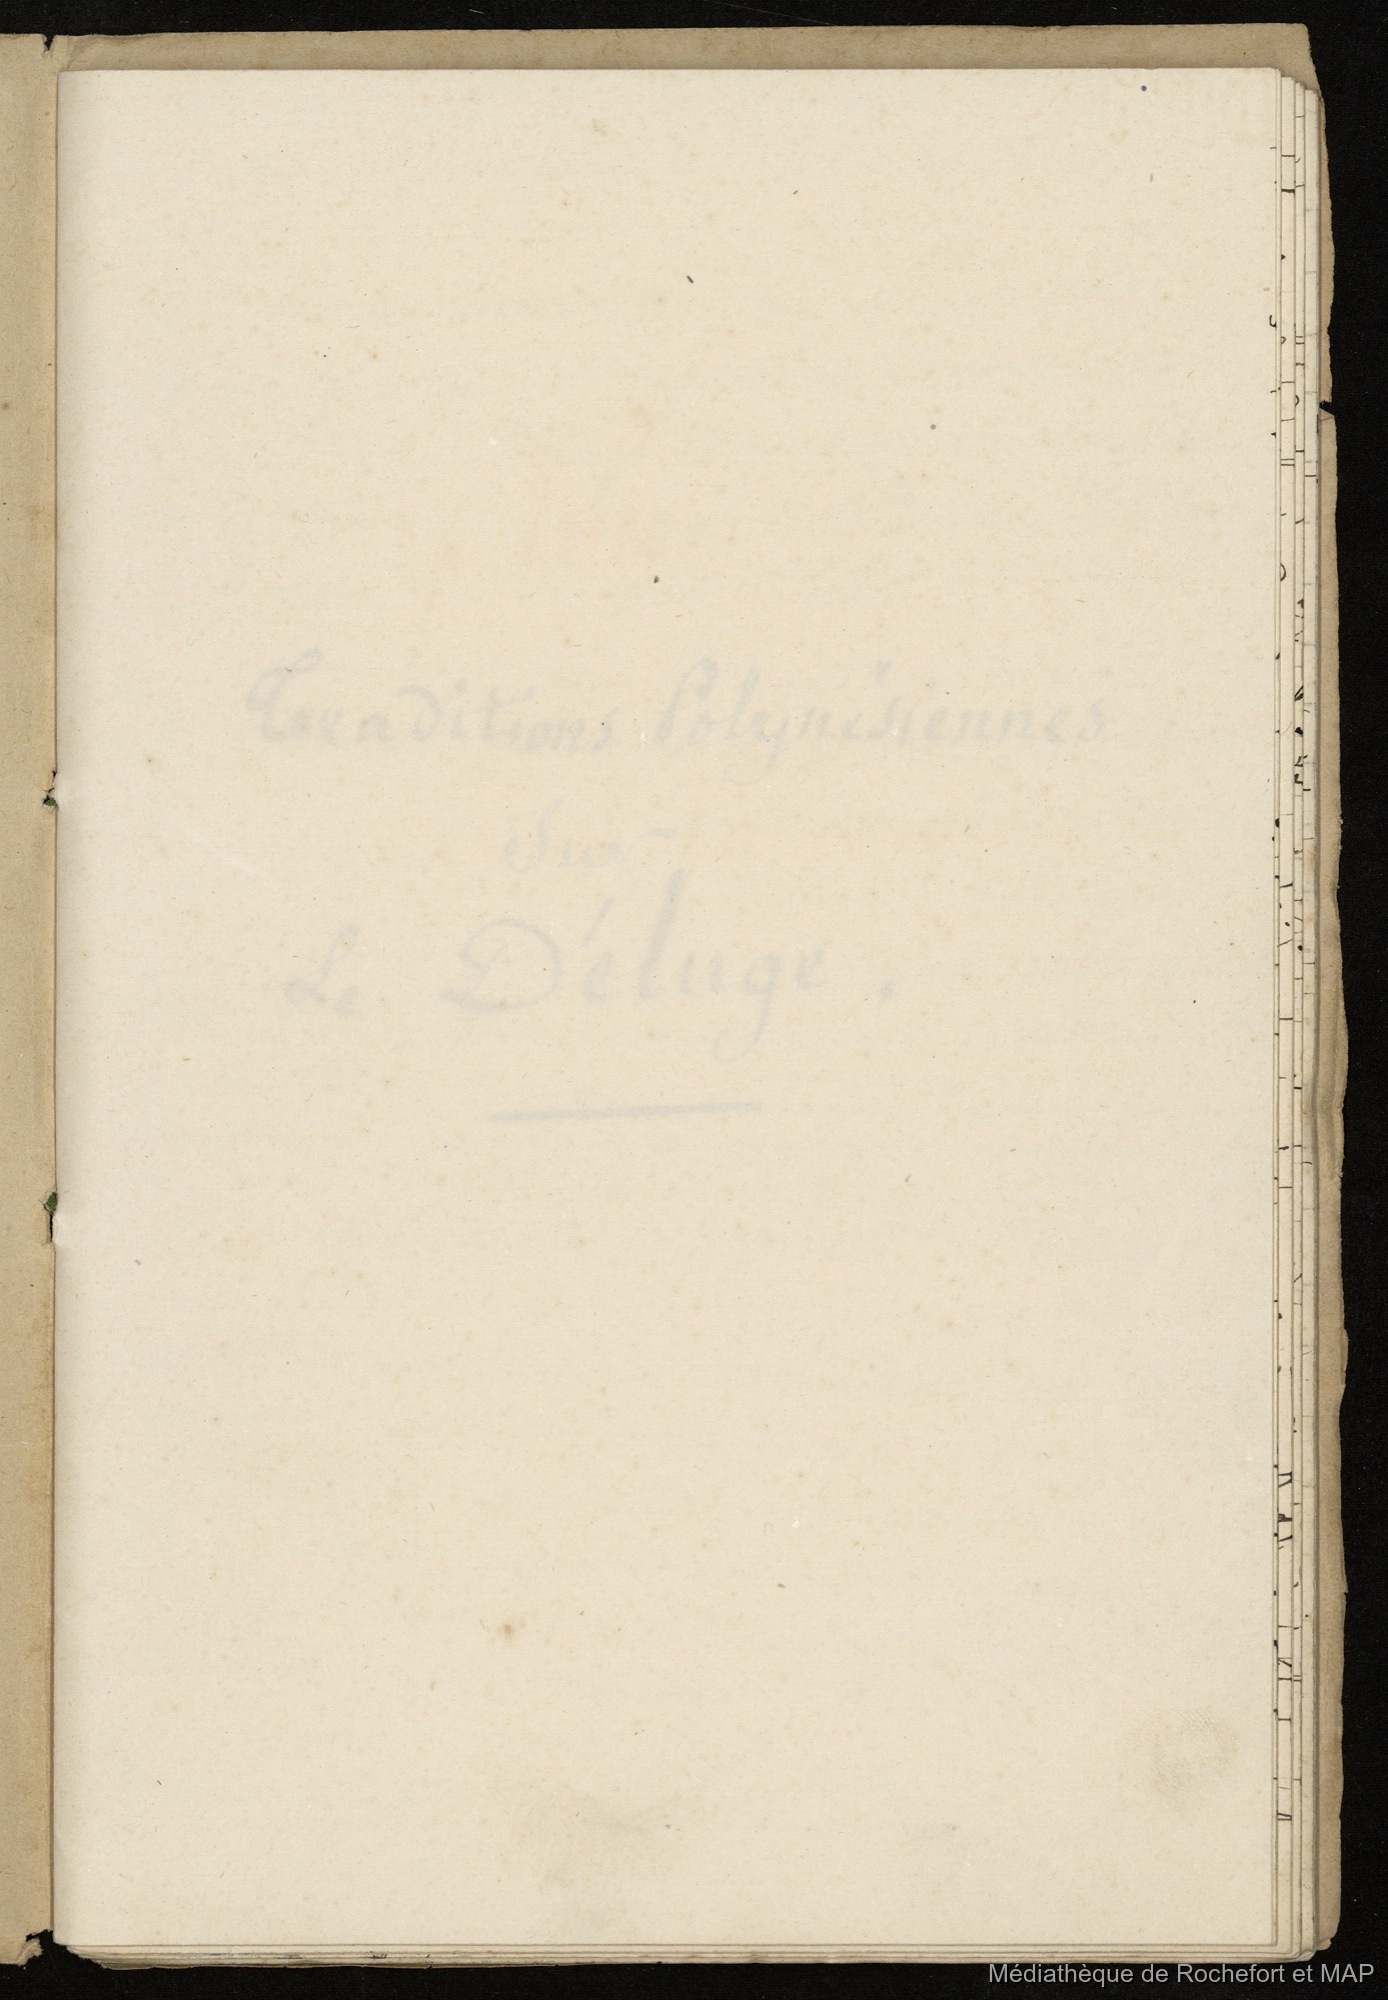 Traditions Polynésiennes
Sur
Le Déluge.
Médiathèque de Rochefort et MAP